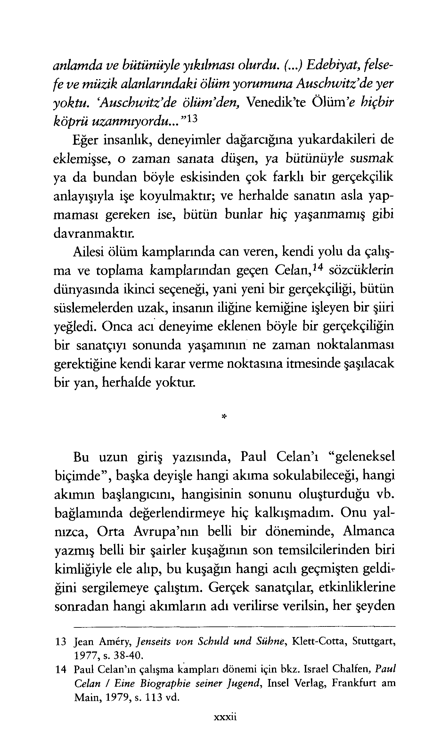 anlamda ve bütünüyle yıkılması olurdu. (...) Edebiyat, felse-
fe ve müzik alanlarındaki ölüm yorumuna Auschwitz'de yer
yoktu. 'Auschwitz'de ölüm'den, Venedik'te Ölüm'e hiçbir
köprü uzanmıyordu..."13
Eğer insanlık, deneyimler dağarcığına yukardakileri de
eklemişse, o zaman sanata düşen, ya bütünüyle susmak
ya da bundan böyle eskisinden çok farklı bir gerçekçilik
anlayışıyla işe koyulmaktır; ve herhalde sanatın asla yap-
maması gereken ise, bütün bunlar hiç yaşanmamış gibi
davranmaktır.
Ailesi ölüm kamplarında can veren, kendi yolu da çalış-
ma ve toplama kamplarından geçen Celan,14 sözcüklerin
dünyasında ikinci seçeneği, yani yeni bir gerçekçiliği, bütün
süslemelerden uzak, insanın iliğine kemiğine işleyen bir şiiri
yeğledi. Onca acı deneyime eklenen böyle bir gerçekçiliğin
bir sanatçıyı sonunda yaşamının ne zaman noktalanması
gerektiğine kendi karar verme noktasına itmesinde şaşılacak
bir yan, herhalde yoktur.
*
Bu uzun giriş yazısında, Paul Celan'ı "geleneksel
biçimde", başka deyişle hangi akıma sokulabileceği, hangi
akımın başlangıcını, hangisinin sonunu oluşturduğu vb.
bağlamında değerlendirmeye hiç kalkışmadım. Onu yal-
nızca, Orta Avrupa'nın belli bir döneminde, Almanca
yazmış belli bir şairler kuşağının son temsilcilerinden biri
kimliğiyle ele alıp, bu kuşağın hangi acılı geçmişten geldi-
ğini sergilemeye çalıştım. Gerçek sanatçılar, etkinliklerine
sonradan hangi akımların adı verilirse verilsin, her şeyden
13 Jean Améry, Jenseits von Schuld und Sühne, Klett-Cotta, Stuttgart,
1977, s. 38-40.
14 Paul Celan'ın çalışma kampları dönemi için bkz. Israel Chalfen, Paul
Celan / Eine Biographie seiner Jugend, Insel Verlag, Frankfurt am
Main, 1979, s. 113 vd.
xxxii